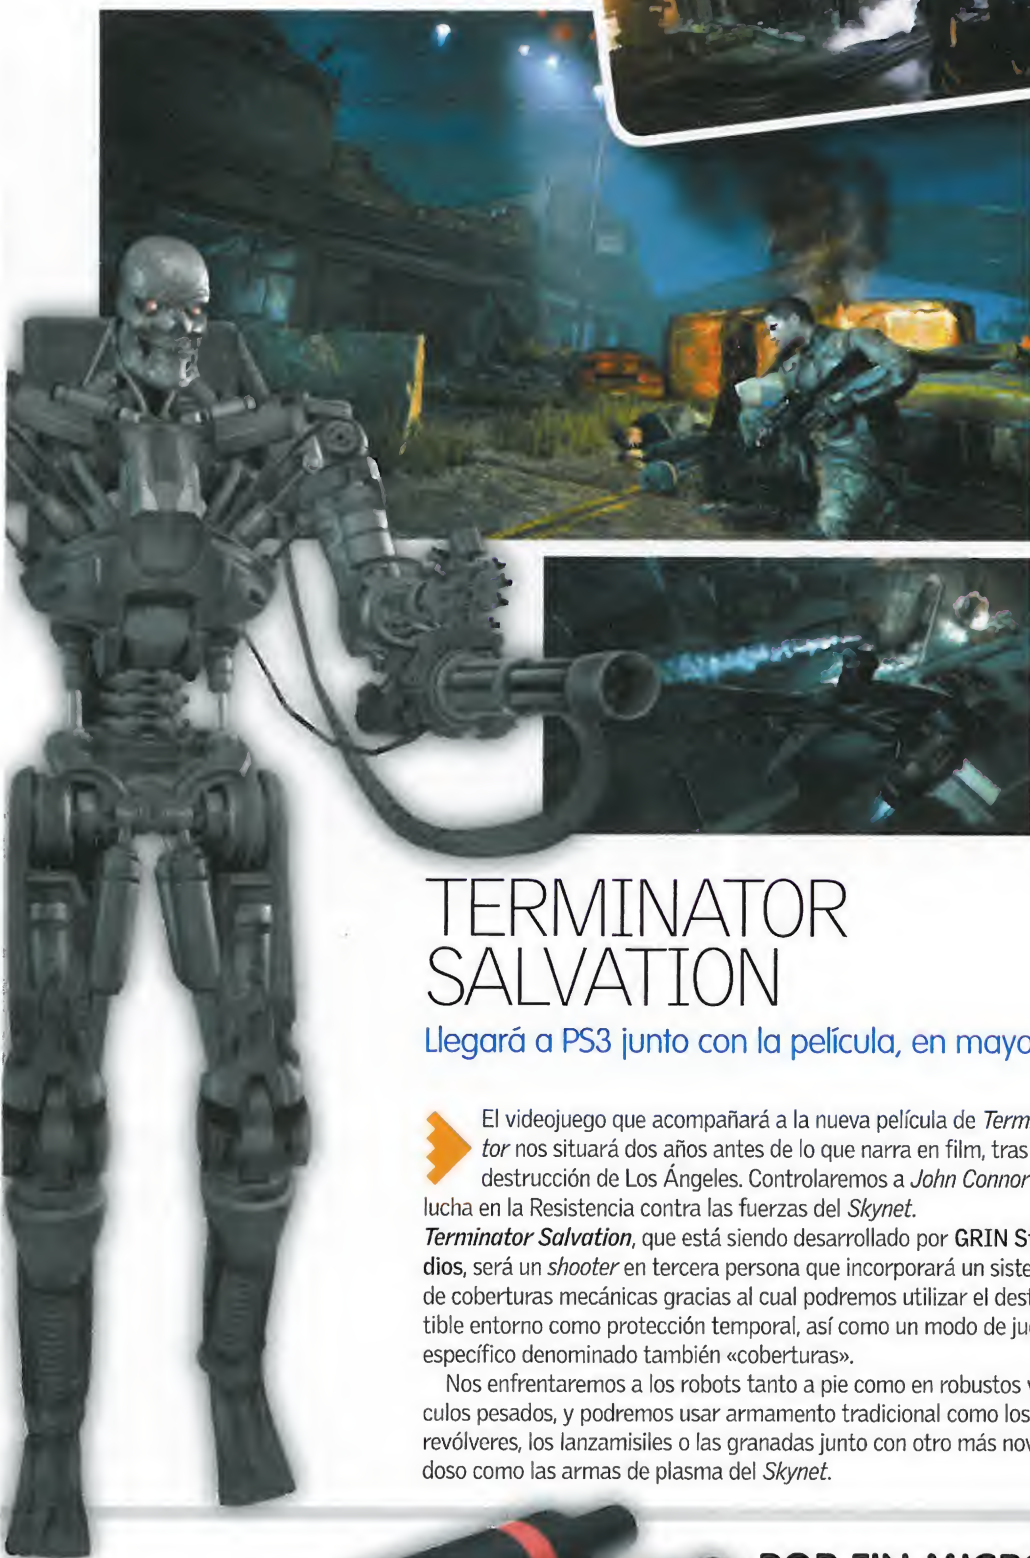 TERMINATOR
SALVATION
Llegará a PS3 junto con la película, en mayo
El videojuego que acompañará a la nueva película de Term
tor nos situará dos años antes de lo que narra en film, tras
destrucción de Los Ángeles. Controlaremos a John Connor
lucha en la Resistencia contra las fuerzas del Skynet.
Terminator Salvation, que está siendo desarrollado por GRIN S
dios, será un shooter en tercera persona que incorporará un siste
de coberturas mecánicas gracias al cual podremos utilizar el dest
tible entorno como protección temporal, así como un modo de ju
específico denominado también «coberturas».
Nos enfrentaremos a los robots tanto a pie como en robustos v
culos pesados, y podremos usar armamento tradicional como los
revólveres, los lanzamisiles o las granadas junto con otro más nov
doso como las armas de plasma del Skynet.